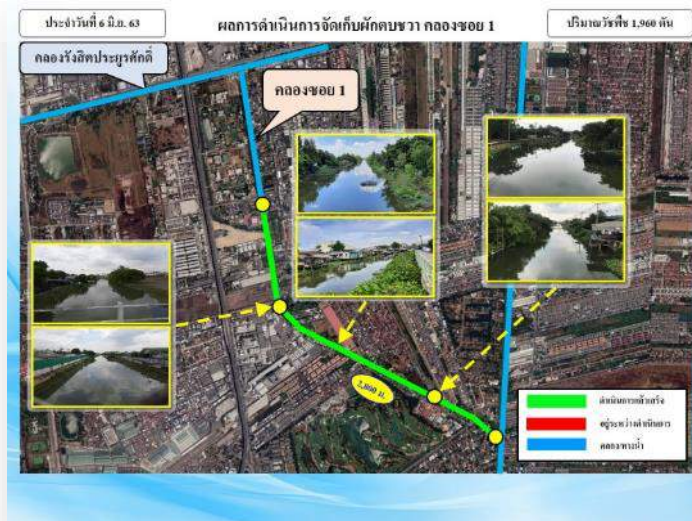 ประจำวันที่ 6 มิ.ย. 63
ผลการดำเนินการจัดเก็บผักตบชวา คลองซอย 1
ปริมาณวัชพืช 1,960 ตัน
คลองรังสิตประยูรศักดิ์
คลองซอย 1
2,800 ม.
ดำเนินการแล้วเสร็จ
อยู่ระหว่างดำเนินการ
คลอง/ทางน้ำ